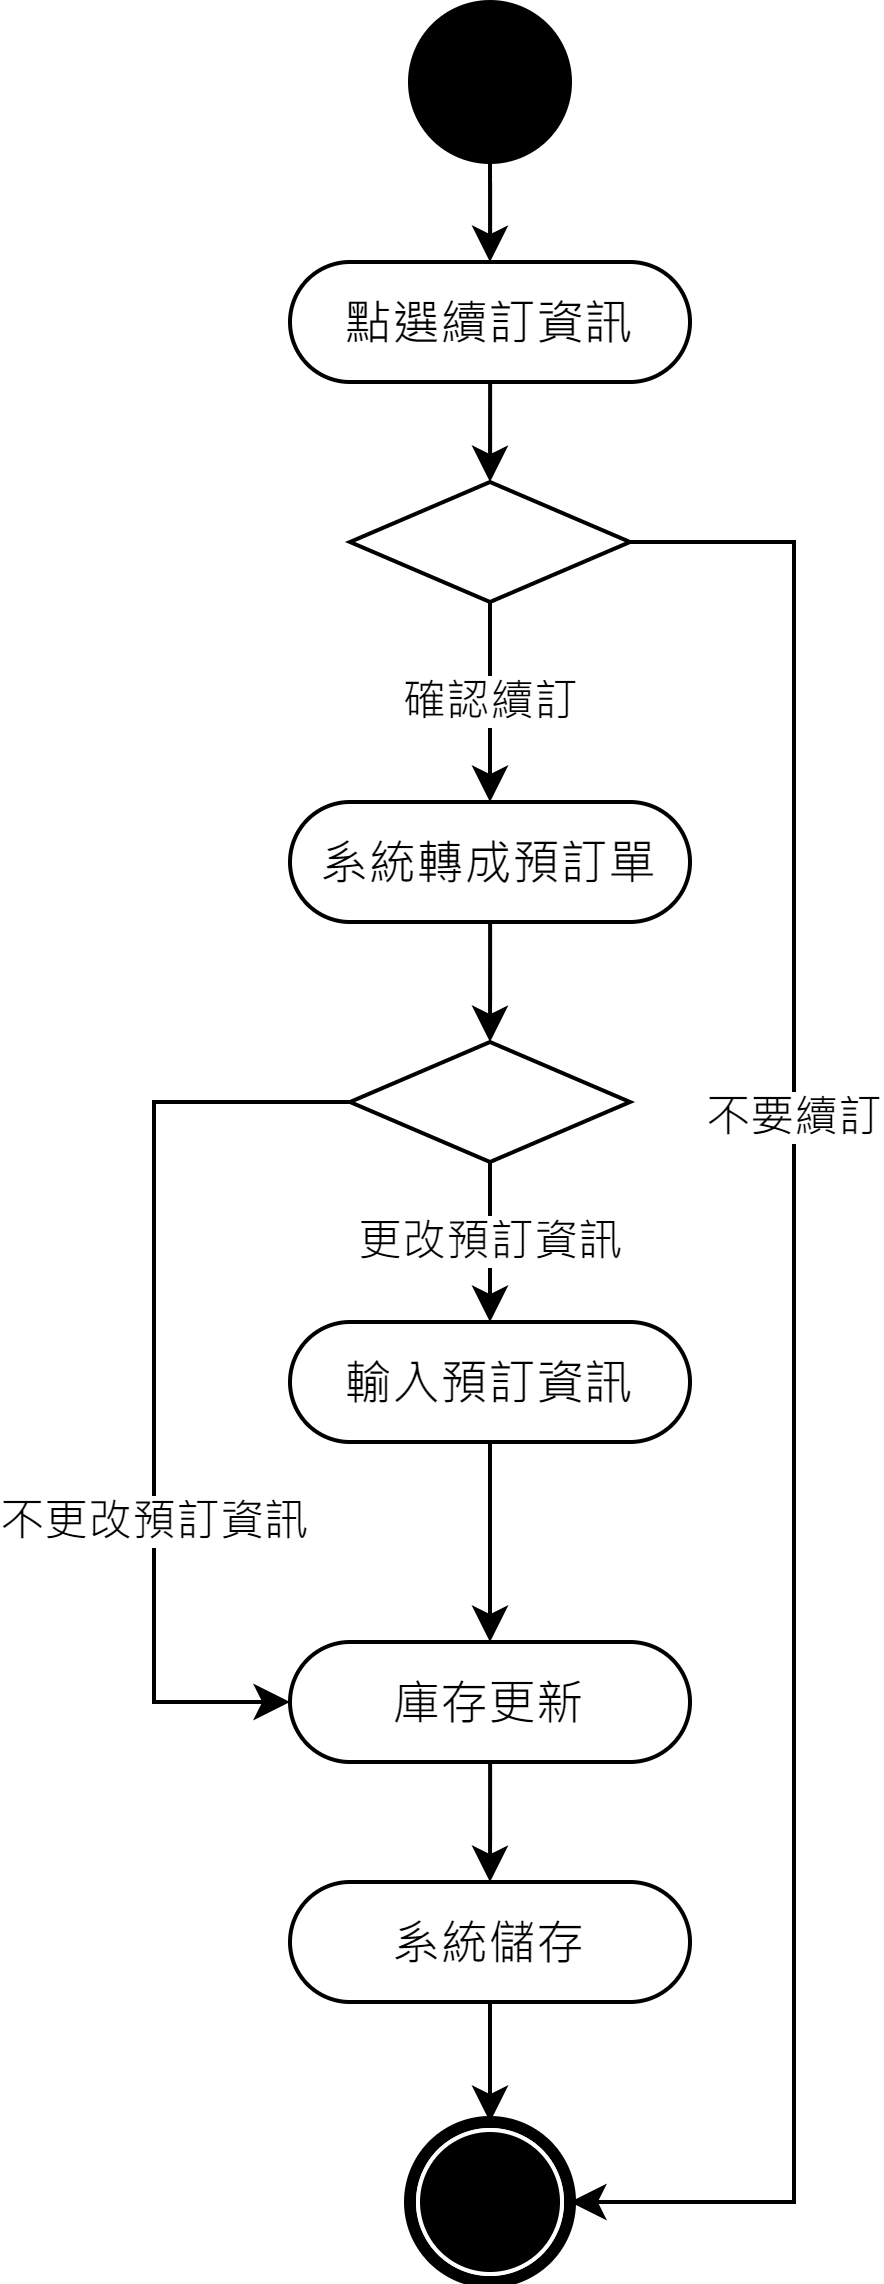 點選續訂資訊
確認續訂
系統轉成預訂單
不要續訂
更改預訂資訊
輸入預訂資訊
不更改預訂資訊
庫存更新
系統儲存